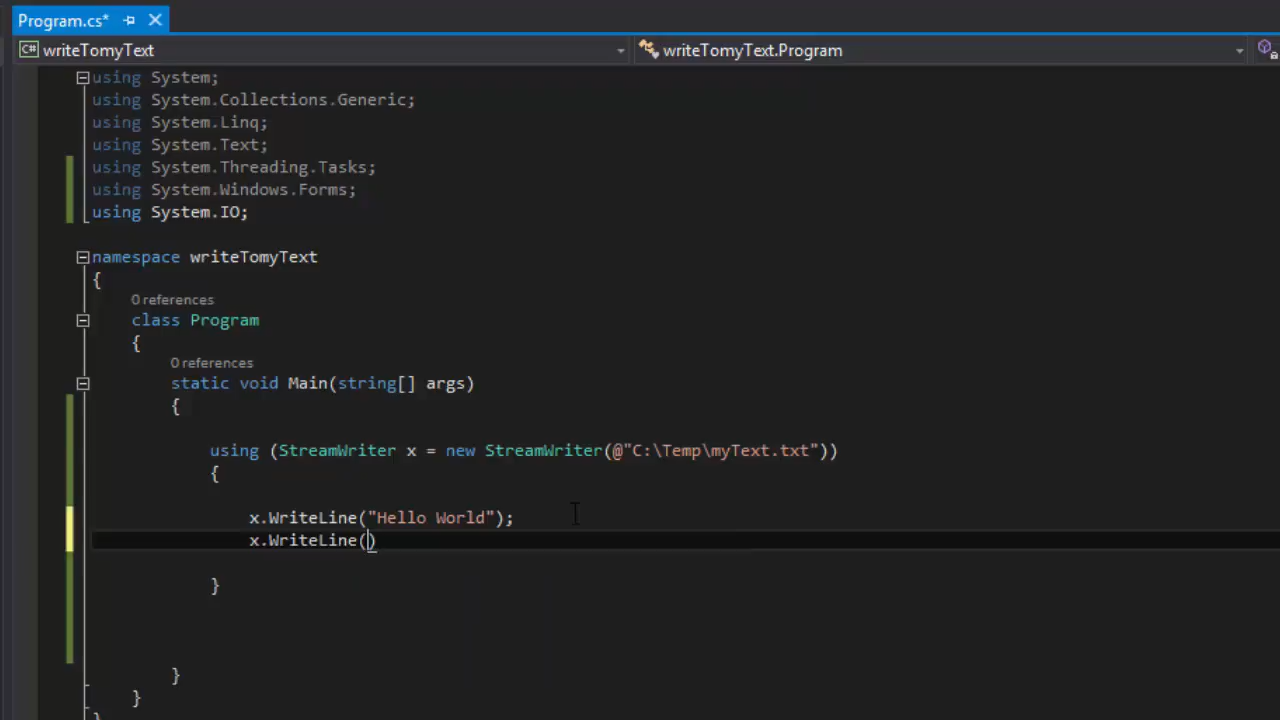 Program.cs*
C# writeTomyText writeTomyText.Program
using System;
using System.Collections.Generic;
using System.Linq;
using System.Text;
using System.Threading.Tasks;
using System.Windows.Forms;
using System.IO;
namespace writeTomyText
{
0 references
class Program
{
0 references
static void Main(string[] args)
{
using (StreamWriter x = new StreamWriter(@"C:\Temp\myText.txt"))
{
x.WriteLine("Hello World");
x.WriteLine()
}
}
}
}